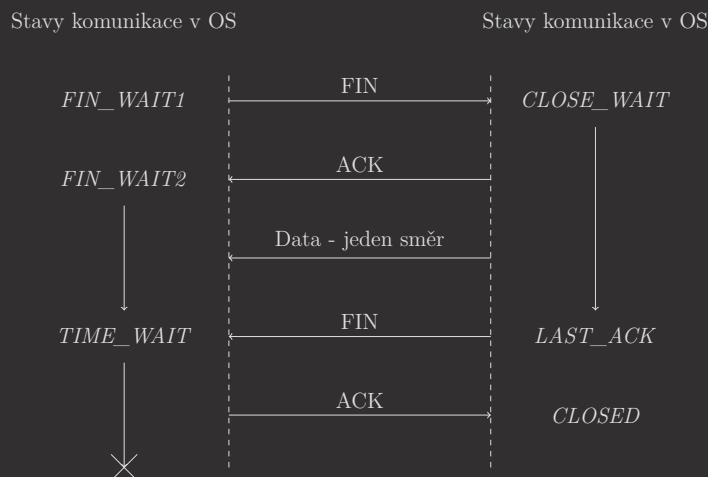 Stavy komunikace v OS
Stavy komunikace v OS
FIN_WAIT1
FIN
CLOSE_WAIT
FIN_WAIT2
ACK
Data - jeden směr
TIME_WAIT
FIN
LAST_ACK
ACK
CLOSED